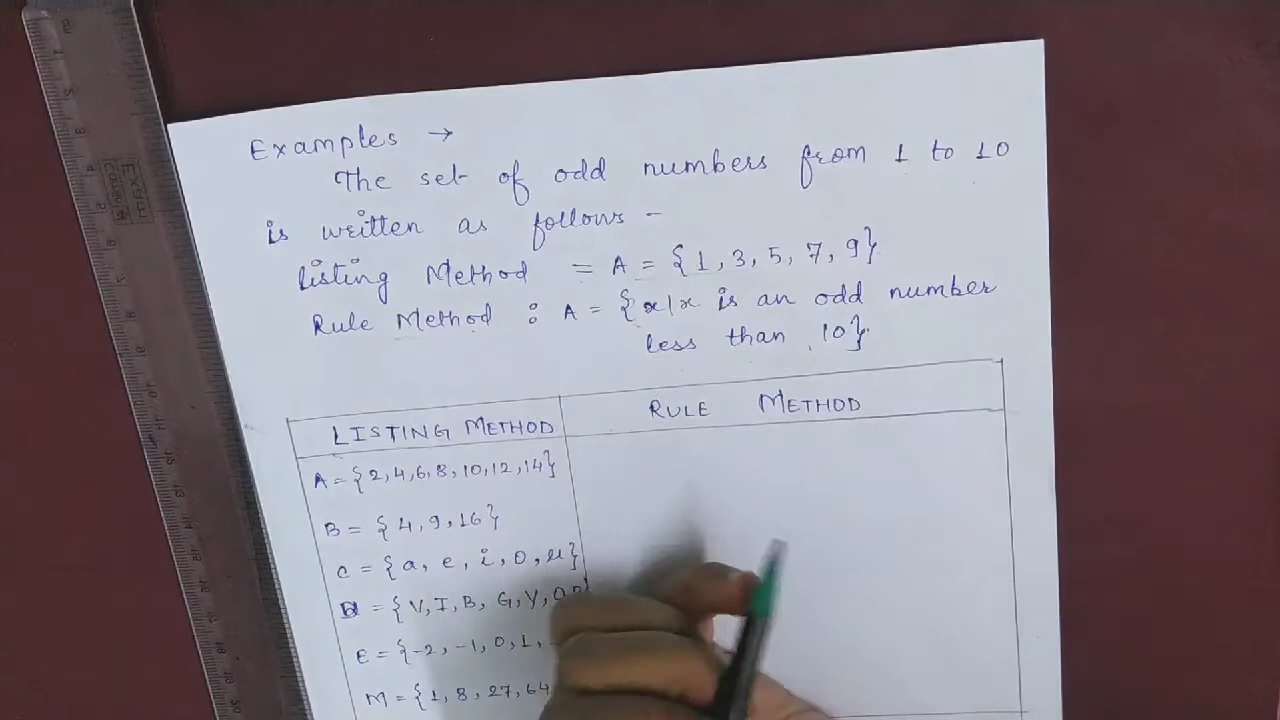 Examples →
The set of odd numbers from 1 to 10
is written as follows -
Listing Method = A = {1, 3, 5, 7, 9}
Rule Method : A = {x/x is an odd number
less than 10}.
LISTING METHOD RULE METHOD
A = {2, 4, 6, 8, 10, 12, 14}
B = {4, 9, 16}
C = {a, e, i, o, u}
D = {V, I, B, G, Y, O
E = {-2, -1, 0, 1,
M = {1, 8, 27, 64